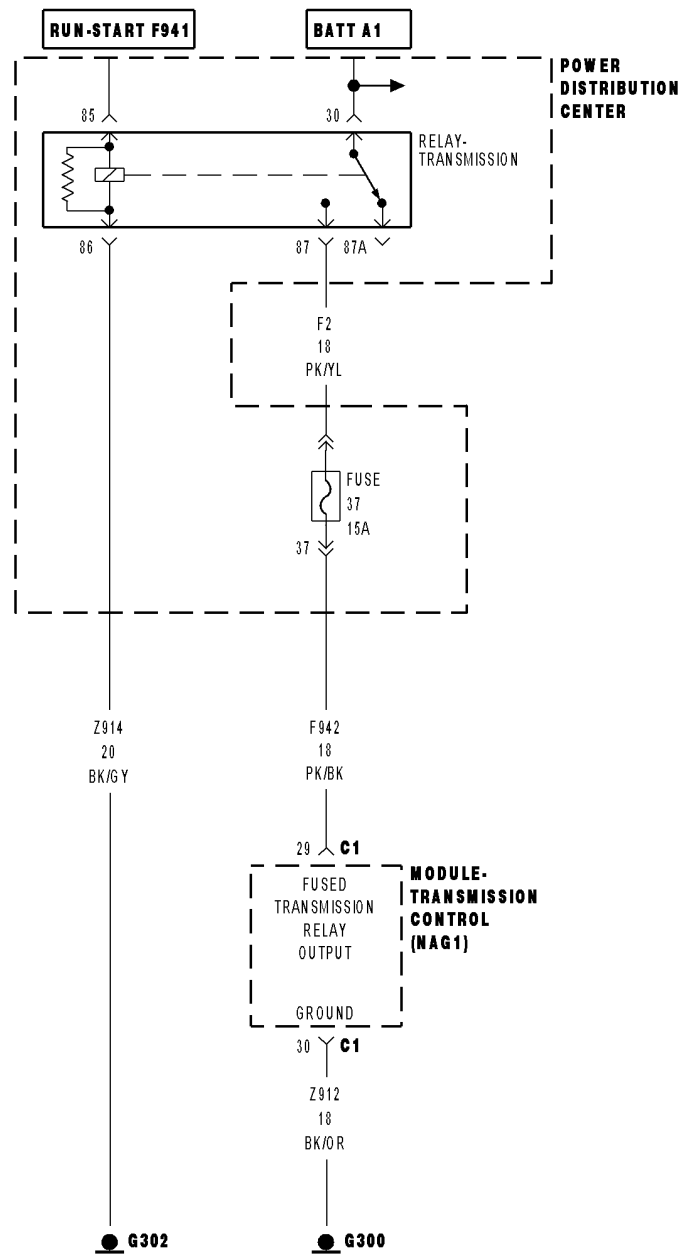 RUN-START F941
BATT A1
POWER
DISTRIBUTION
CENTER
85
30
RELAY-
TRANSMISSION
86
87
87A
F2
18
PK/YL
FUSE
37
15A
37
Z914
20
BK/GY
F942
18
PK/BK
29
C1
MODULE-
TRANSMISSION
CONTROL
(NAG1)
FUSED
TRANSMISSION
RELAY
OUTPUT
GROUND
30
C1
Z912
18
BK/OR
G302
G300